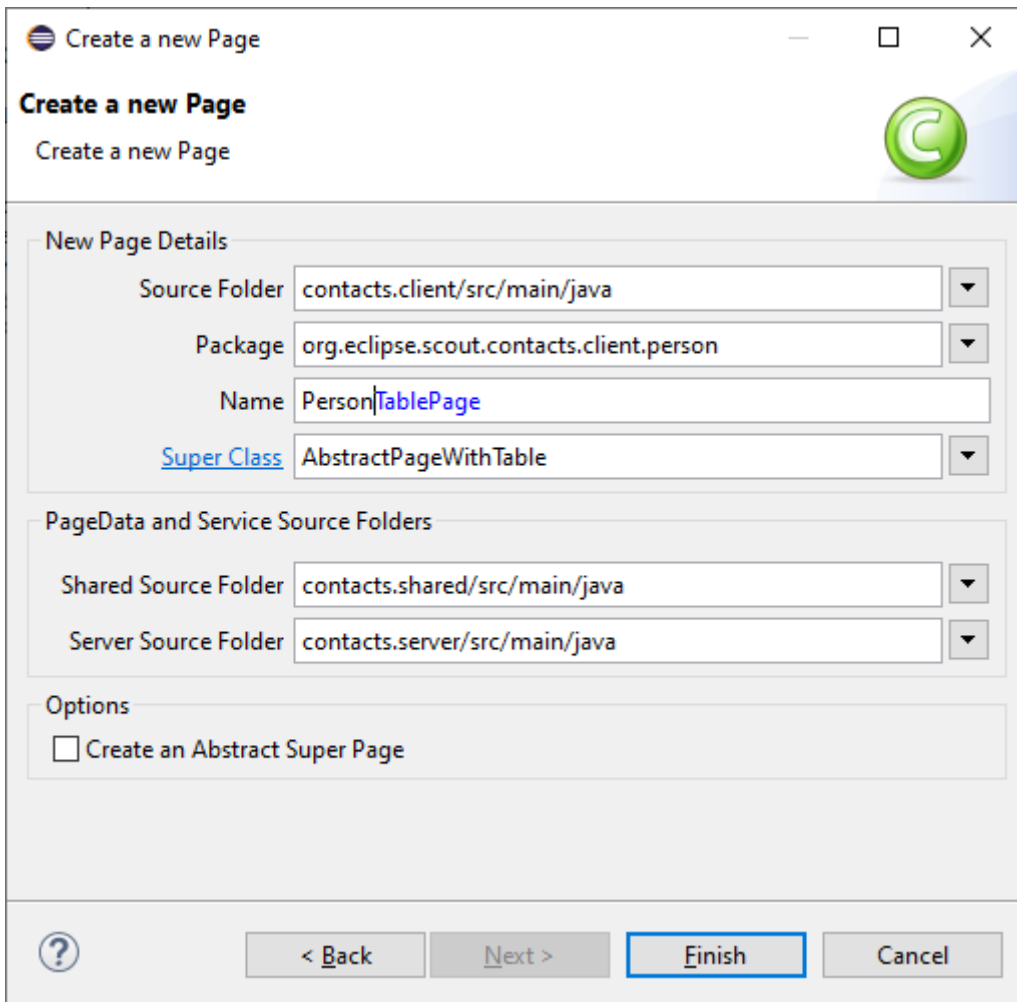 Create a new Page
Create a new Page
Create a new Page
New Page Details
Source Folder contacts.client/src/main/java
Package org.eclipse.scout.contacts.client.person
Name PersonTablePage
Super Class AbstractPageWithTable
PageData and Service Source Folders
Shared Source Folder contacts.shared/src/main/java
Server Source Folder contacts.server/src/main/java
Options
Create an Abstract Super Page
? < Back Next > Finish Cancel